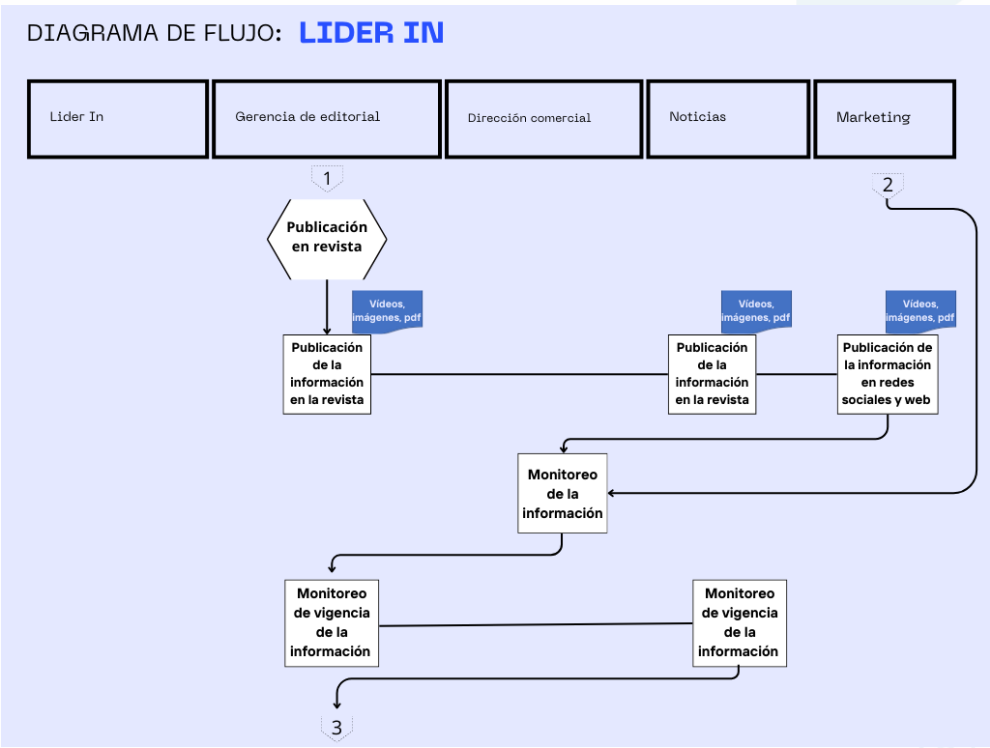 DIAGRAMA DE FLUJO: LIDER IN
Lider In
Gerencia de editorial
Dirección comercial
Noticias
Marketing
1
2
Publicación
en revista
Vídeos,
imágenes, pdf
Vídeos,
imágenes, pdf
Vídeos,
imágenes, pdf
Publicación
de la
información
en la revista
Publicación
de la
información
en la revista
Publicación de
la información
en redes
sociales y web
Monitoreo
de la
información
Monitoreo
de vigencia
de la
información
Monitoreo
de vigencia
de la
información
3